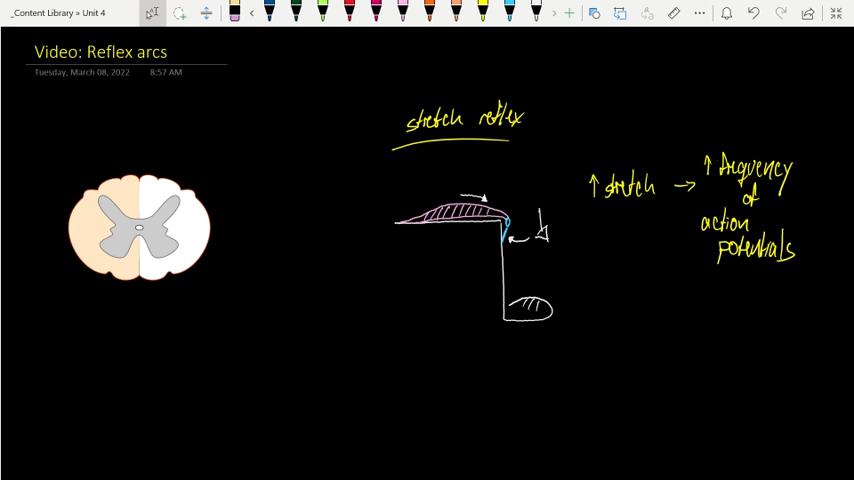 _Content Library » Unit 4
Video: Reflex arcs
Tuesday, March 08, 2022 8:57 AM
stretch reflex
↑ stretch → ↑ frequency
of
action
potentials